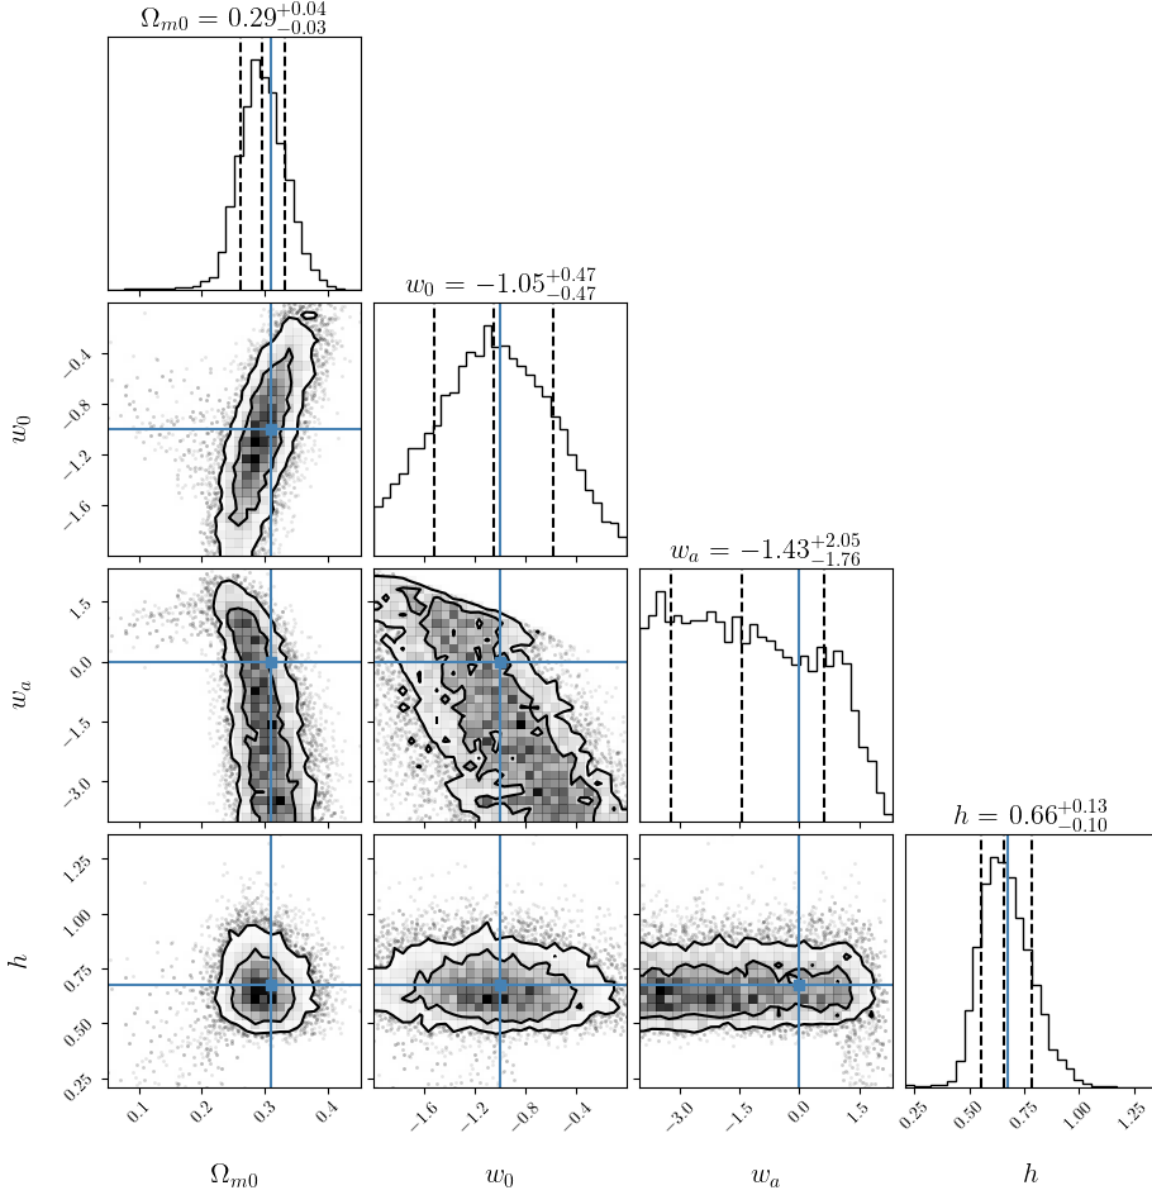 Ω_{m0} = 0.29^{+0.04}_{−0.03}
w_0 = −1.05^{+0.47}_{−0.47}
−0.4
−0.8
−1.2
−1.6
w_0
w_a = −1.43^{+2.05}_{−1.76}
1.5
0.0
−1.5
−3.0
w_a
h = 0.66^{+0.13}_{−0.10}
1.25
1.00
0.75
0.50
0.25
h
0.1 0.2 0.3 0.4 −1.6 −1.2 −0.8 −0.4 −3.0 −1.5 0.0 1.5 0.25 0.50 0.75 1.00 1.25
Ω_{m0} w_0 w_a h